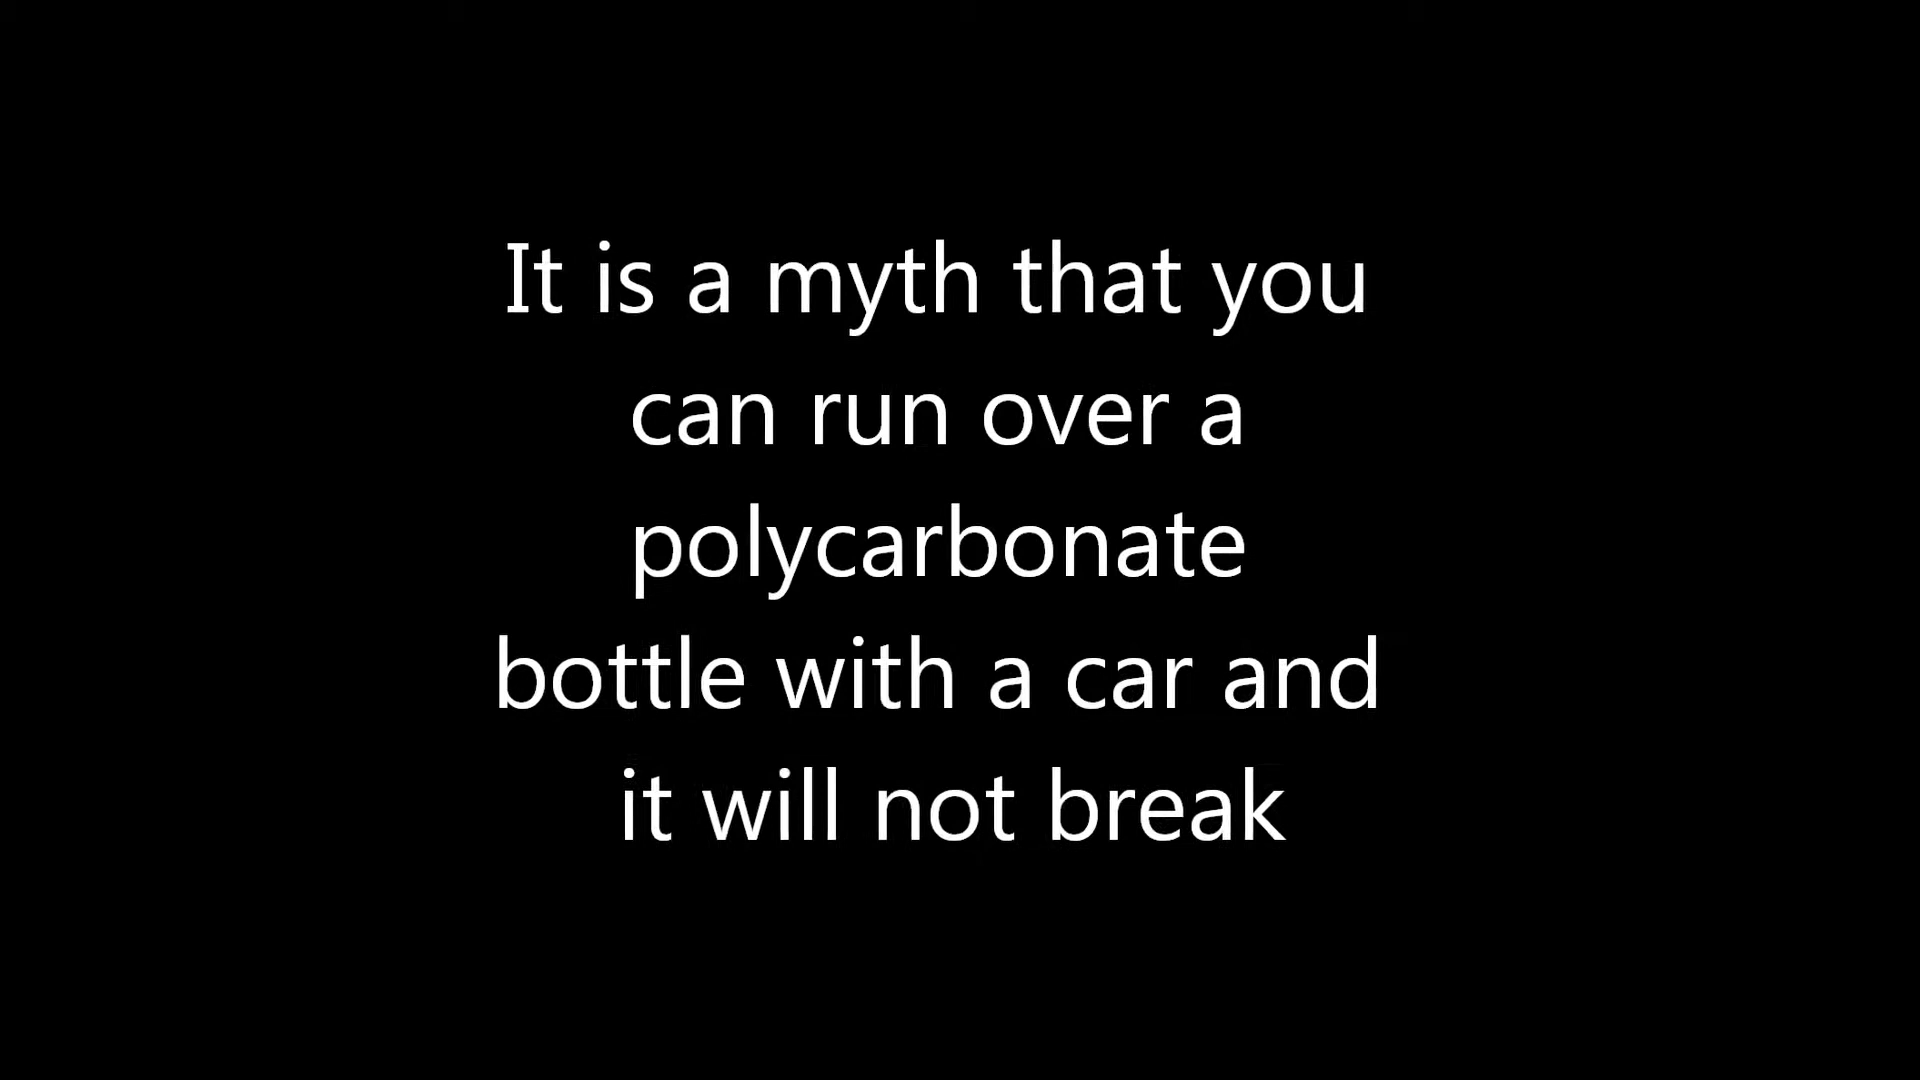 It is a myth that you
can run over a
polycarbonate
bottle with a car and
it will not break